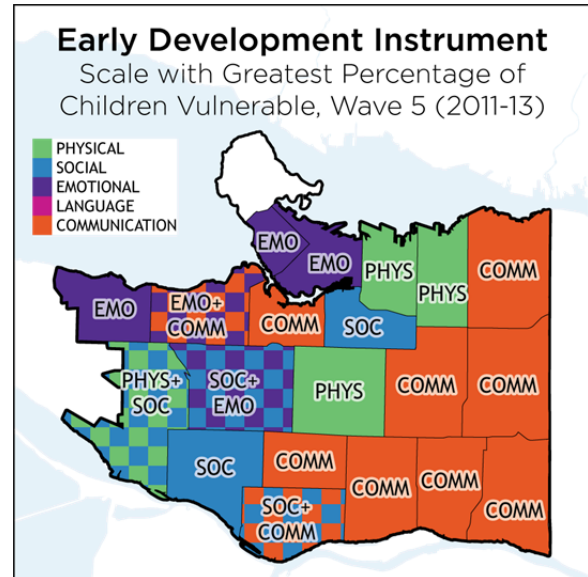 Early Development Instrument
Scale with Greatest Percentage of
Children Vulnerable, Wave 5 (2011-13)
PHYSICAL
SOCIAL
EMOTIONAL
LANGUAGE
COMMUNICATION
EMO
EMO
PHYS
PHYS
COMM
EMO
EMO+
COMM
COMM
SOC
PHYS+
SOC
SOC+
EMO
PHYS
COMM
COMM
SOC
COMM
SOC+
COMM
COMM
COMM
COMM